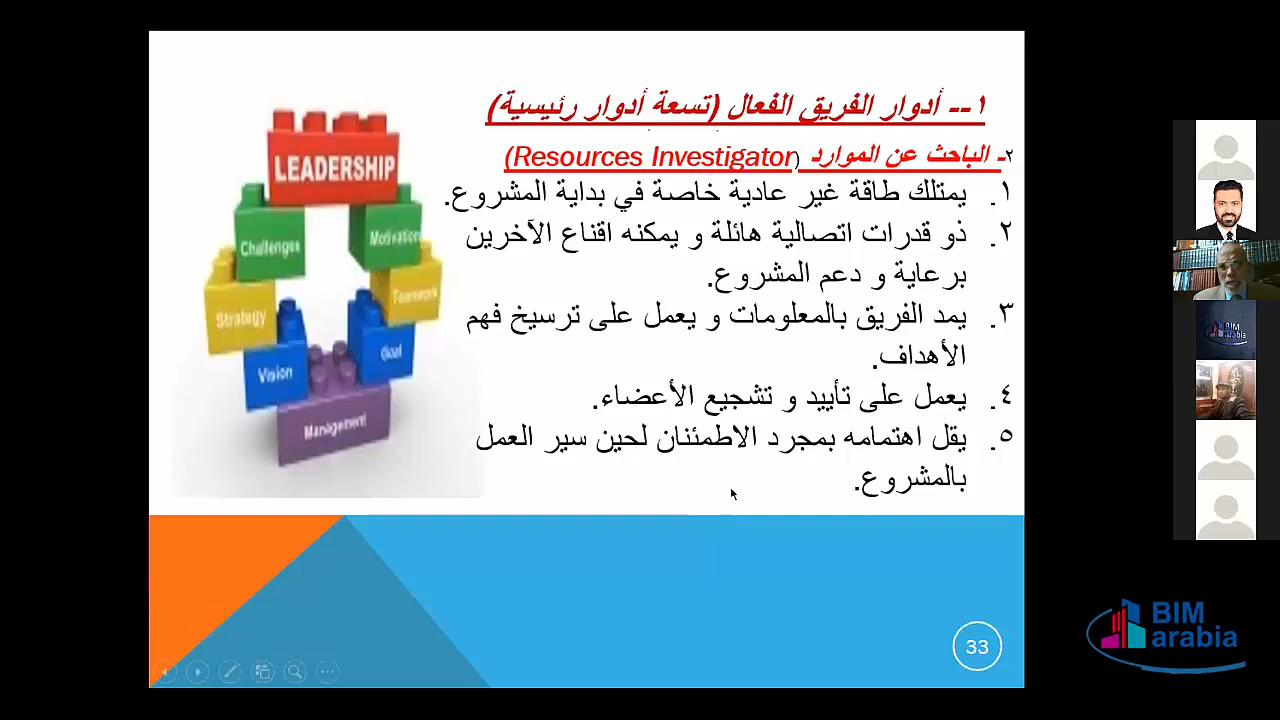 ١-- أدوار الفريق الفعال (تسعة أدوار رئيسية)
٢- الباحث عن الموارد (Resources Investigator)
١. يمتلك طاقة غير عادية خاصة في بداية المشروع.
٢. ذو قدرات اتصالية هائلة و يمكنه اقناع الآخرين
برعاية و دعم المشروع.
٣. يمد الفريق بالمعلومات و يعمل على ترسيخ فهم
الأهداف.
٤. يعمل على تأييد و تشجيع الأعضاء.
٥. يقل اهتمامه بمجرد الاطمئنان لحين سير العمل
بالمشروع.
LEADERSHIP
Challenges
Motivation
Strategy
Teamwork
Vision
Goal
Management
33
BIM
arabia
BIM
arabia